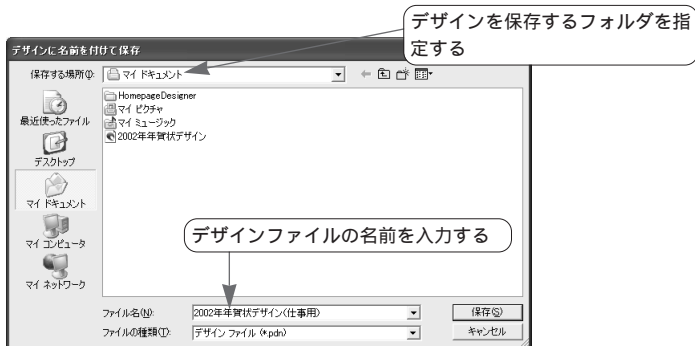 デザインを保存するフォルダを指
定する
デザインに名前を付けて保存
保存する場所(I):
マイ ドキュメント
HomepageDesigner
マイ ピクチャ
マイ ミュージック
2002年年賀状デザイン
最近使ったファイル
デスクトップ
マイ ドキュメント
マイ コンピュータ
マイ ネットワーク
デザインファイルの名前を入力する
ファイル名(N):
2002年年賀状デザイン(仕事用)
保存(S)
ファイルの種類(T):
デザイン ファイル (*.pdn)
キャンセル